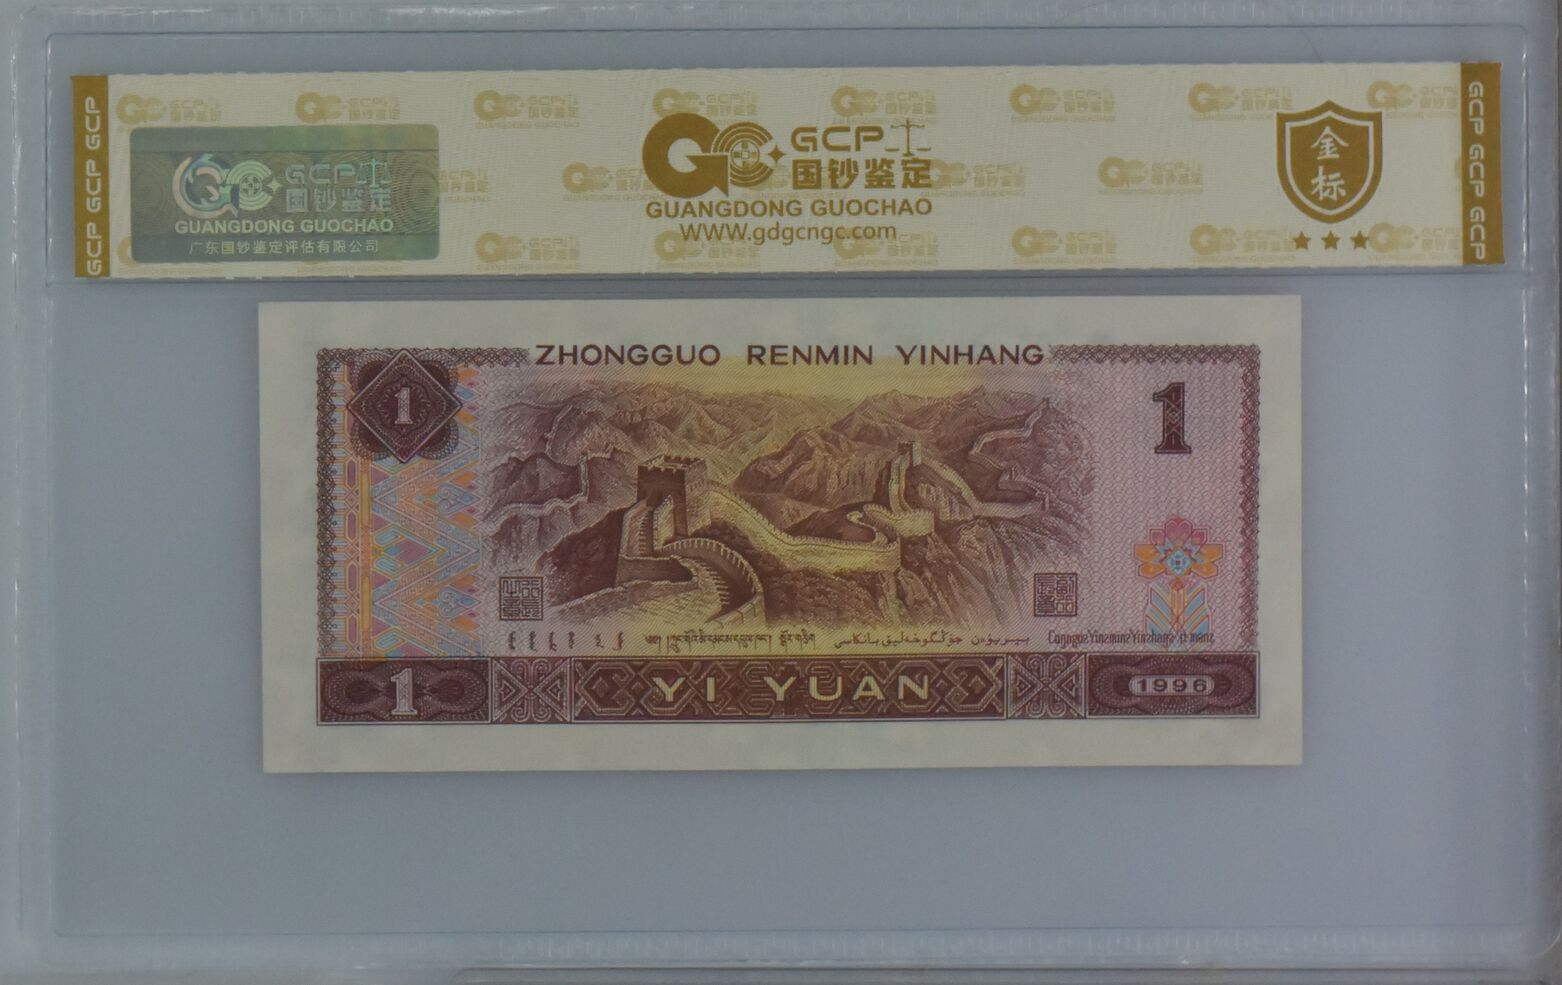 GCP GCP GCP
GCP
国钞鉴定
GUANGDONG GUOCHAO
广东国钞鉴定评估有限公司
GCP
国钞鉴定
GUANGDONG GUOCHAO
WWW.gdgcngc.com
金标
GCP GCP GCP
ZHONGGUO RENMIN YINHANG
1
1
1
YI YUAN
1996